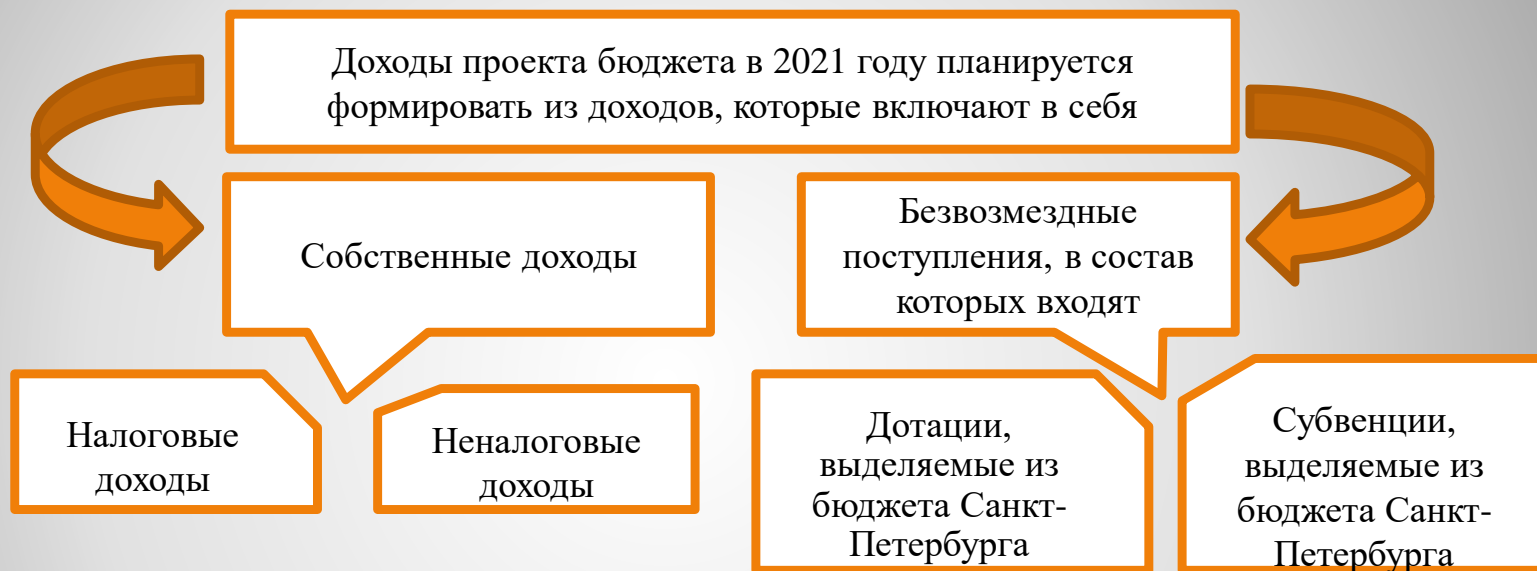 Доходы проекта бюджета в 2021 году планируется
формировать из доходов, которые включают в себя
Собственные доходы
Безвозмездные
поступления, в состав
которых входят
Налоговые
доходы
Неналоговые
доходы
Дотации,
выделяемые из
бюджета Санкт-
Петербурга
Субвенции,
выделяемые из
бюджета Санкт-
Петербурга